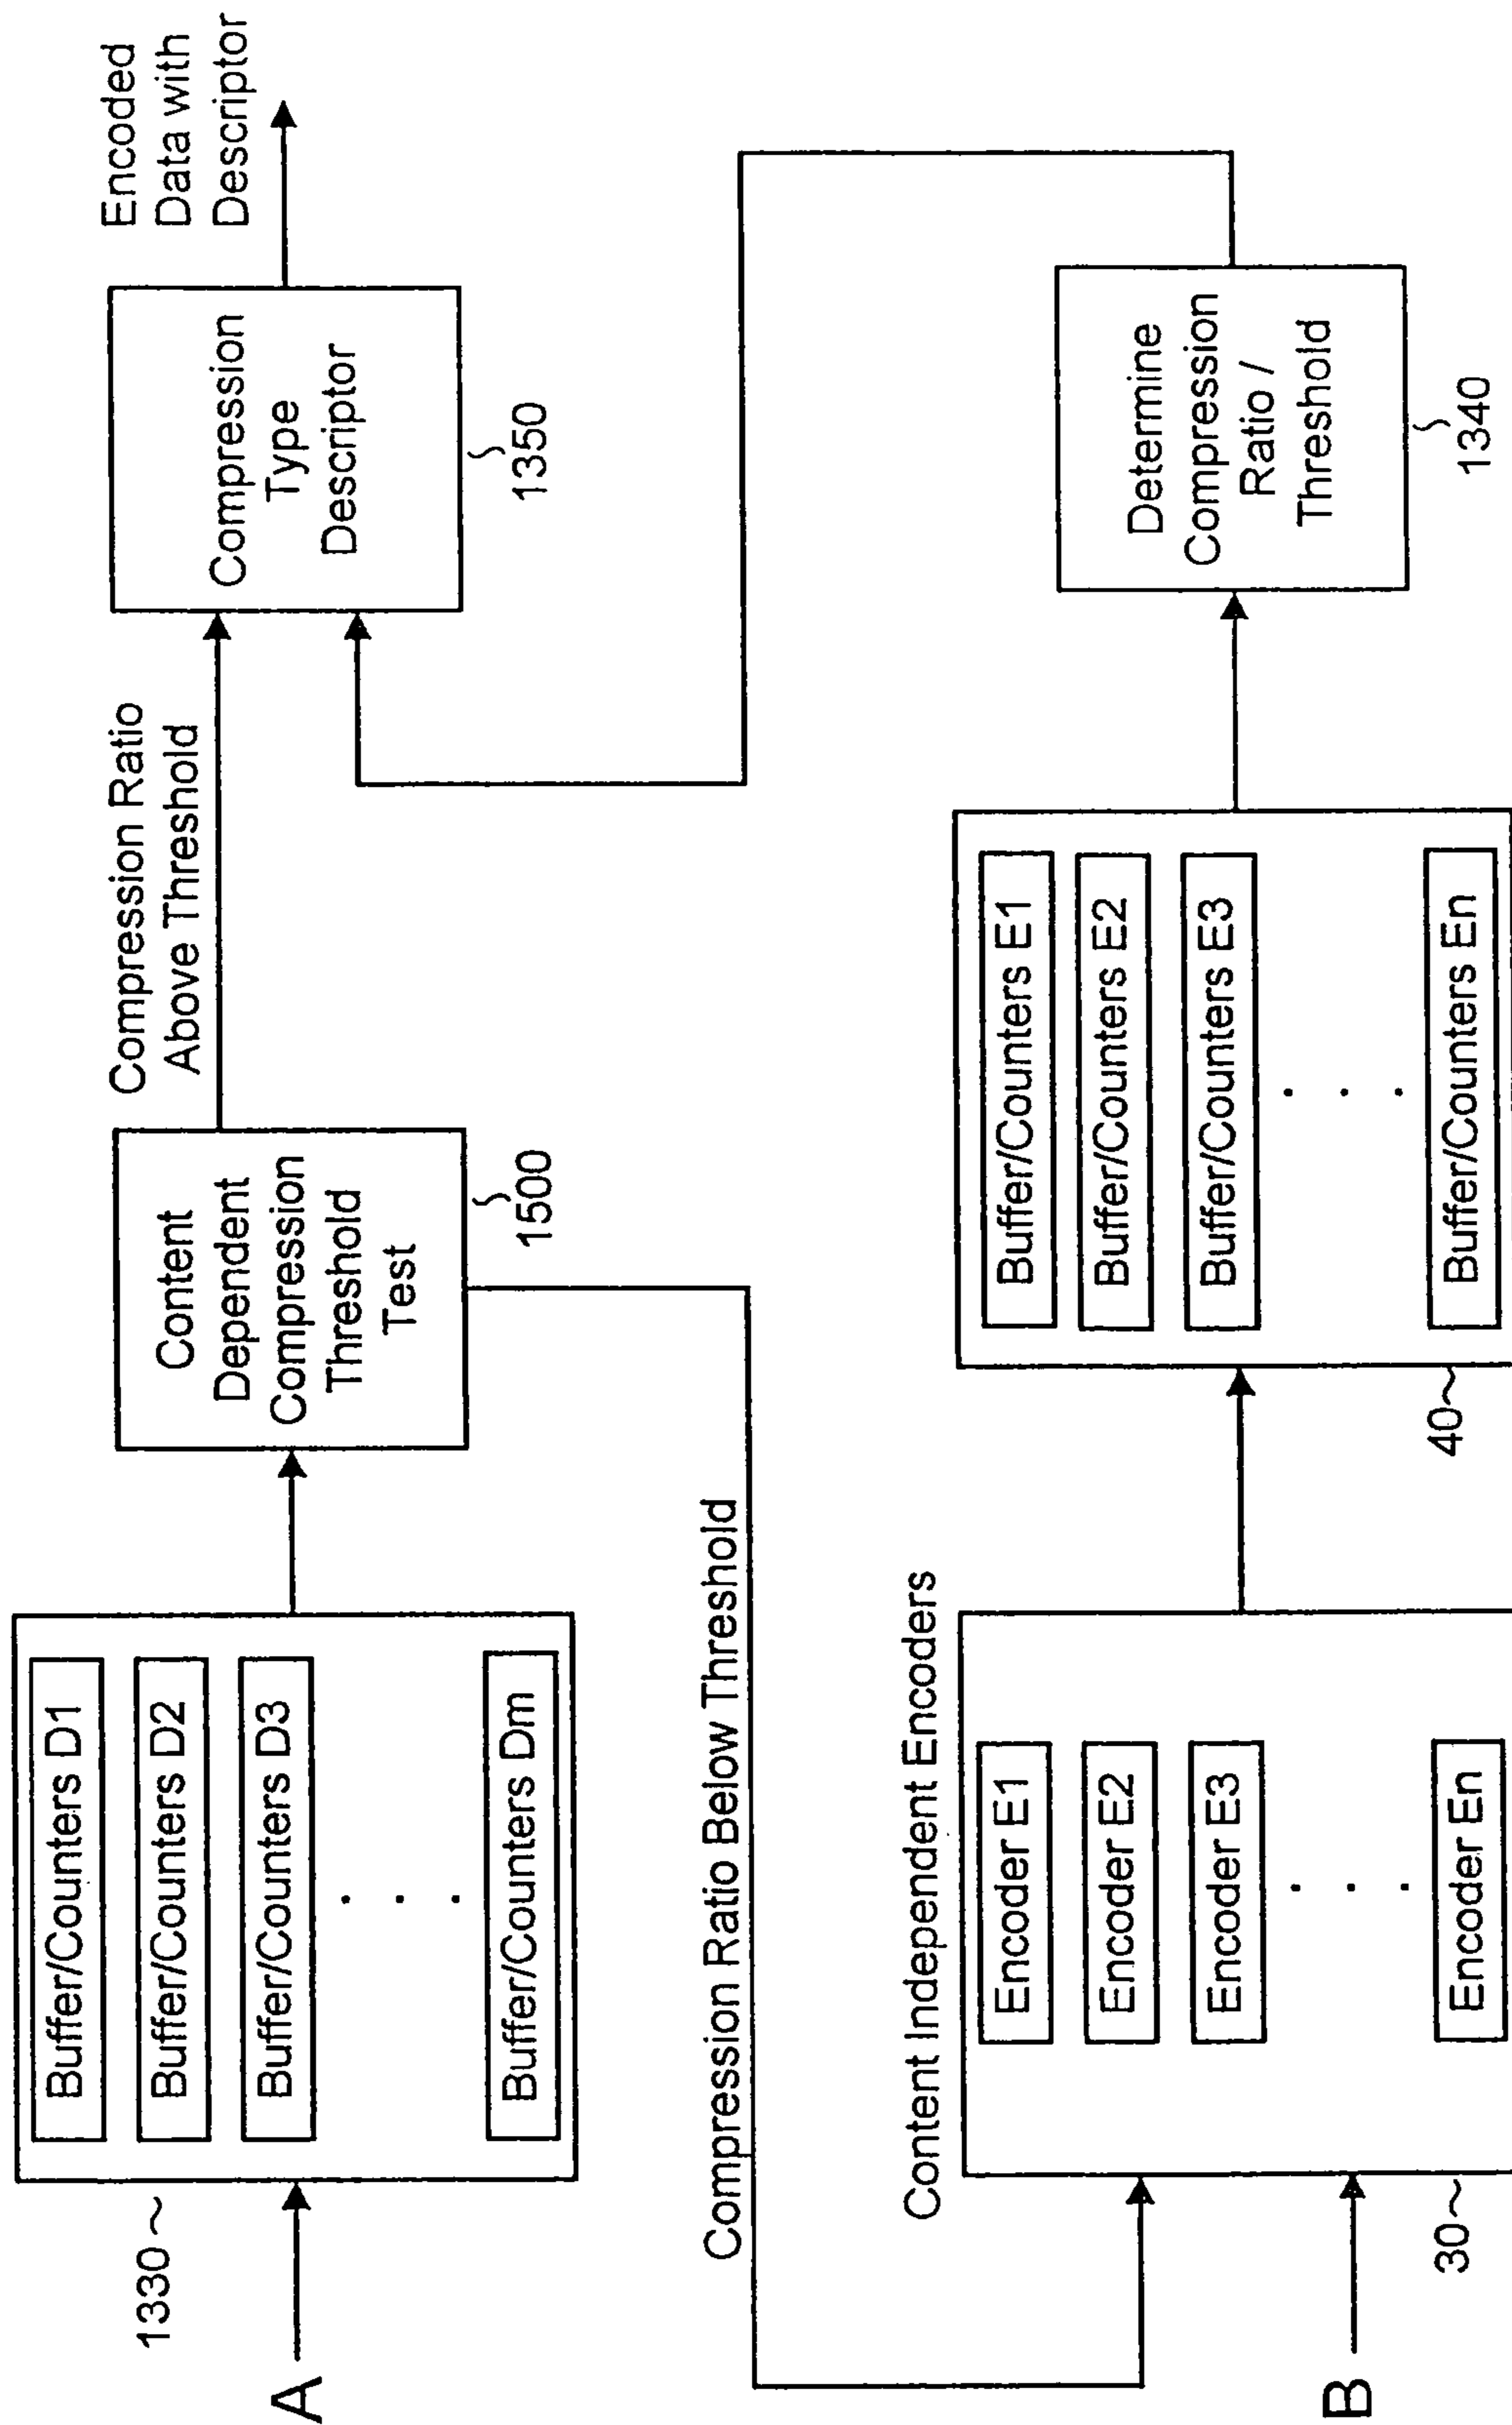 A
1330
Buffer/Counters D1
Buffer/Counters D2
Buffer/Counters D3
. . .
Buffer/Counters Dm
Content
Dependent
Compression
Threshold
Test
1500
Compression Ratio
Above Threshold
Compression
Type
Descriptor
1350
Encoded
Data with
Descriptor
Compression Ratio Below Threshold
B
Content Independent Encoders
30
Encoder E1
Encoder E2
Encoder E3
. . .
Encoder En
40
Buffer/Counters E1
Buffer/Counters E2
Buffer/Counters E3
. . .
Buffer/Counters En
Determine
Compression
Ratio /
Threshold
1340